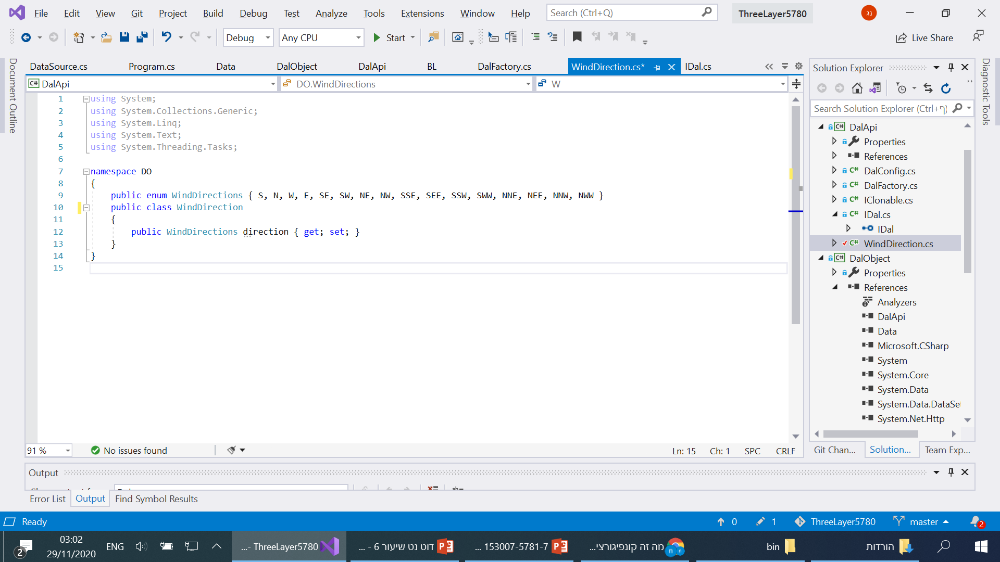 File Edit View Git Project Build Debug Test Analyze Tools Extensions Window Help Search (Ctrl+Q) ThreeLayer5780 נג
Debug Any CPU Start Live Share
Document Outline
DataSource.cs Program.cs Data DalObject DalApi BL DalFactory.cs WindDirection.cs* IDal.cs
DalApi DO.WindDirections W
1 using System;
2 using System.Collections.Generic;
3 using System.Linq;
4 using System.Text;
5 using System.Threading.Tasks;
6
7 namespace DO
8 {
9 public enum WindDirections { S, N, W, E, SE, SW, NE, NW, SSE, SEE, SSW, SWW, NNE, NEE, NNW, NWW }
10 public class WindDirection
11 {
12 public WindDirections direction { get; set; }
13 }
14 }
15
91 % No issues found Ln: 15 Ch: 1 SPC CRLF
Solution Explorer
Search Solution Explorer (Ctrl+ף)
C# DalApi
Properties
References
C# DalConfig.cs
C# DalFactory.cs
C# IClonable.cs
C# IDal.cs
IDal
C# WindDirection.cs
C# DalObject
Properties
References
Analyzers
DalApi
Data
Microsoft.CSharp
System
System.Core
System.Data
System.Data.DataSe
System.Net.Http
Git Chan... Solution... Team Exp...
Diagnostic Tools
Output
Error List Output Find Symbol Results
Ready 0 1 ThreeLayer5780 master 2
2 03:02 ENG ...- ThreeLayer5780 דוט נט שיעור 6 - ... 153007-5781-7 ... מה זה קונפיגורצי... bin הורדות
29/11/2020